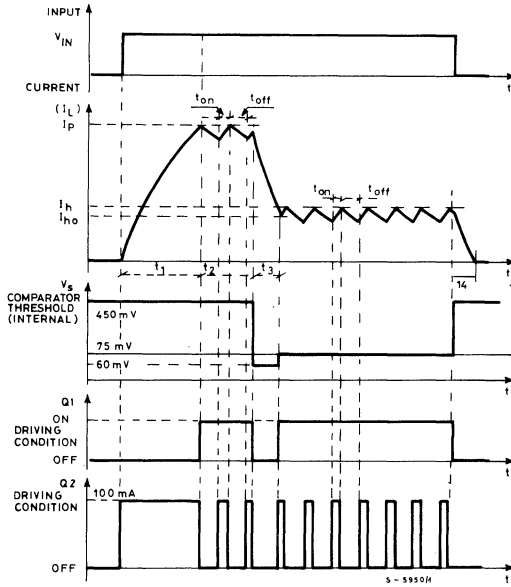 INPUT
V IN
t
CURRENT
(IL)
ton
toff
Ip
ton
toff
Ih
Iho
t1
t2
t3
14
t
Vs
COMPARATOR
THRESHOLD
(INTERNAL)
450 mV
75 mV
60 mV
t
Q1
ON
DRIVING
CONDITION
OFF
t
Q2
DRIVING
CONDITION
100 mA
OFF
t
S-5950/1